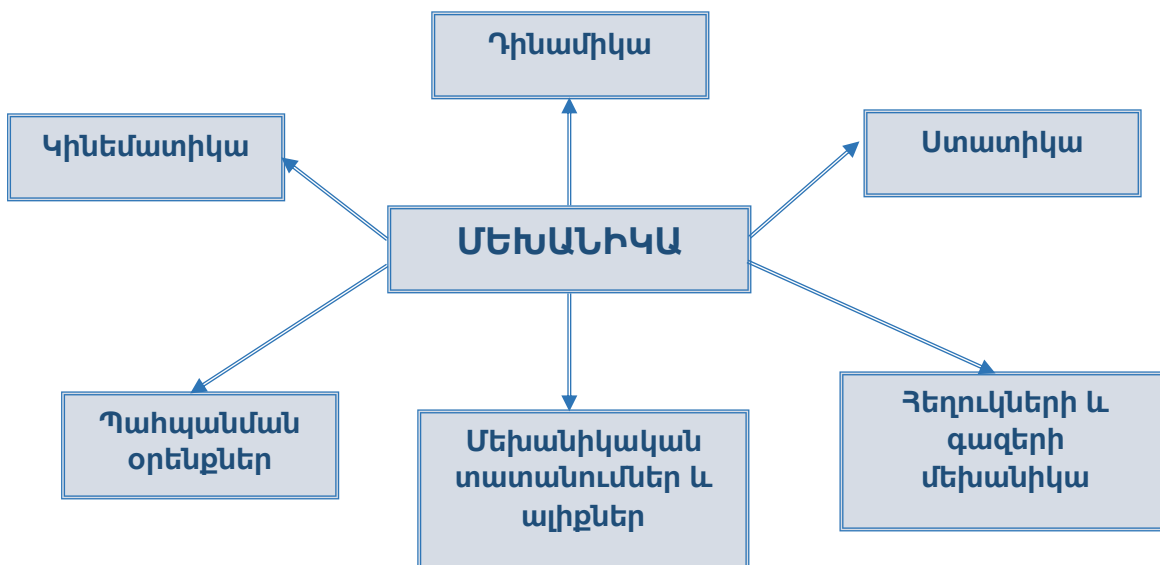 Դինամիկա
Կինեմատիկա
Ստատիկա
ՄԵԽԱՆԻԿԱ
Պահպանման
օրենքներ
Մեխանիկական
տատանումներ և
ալիքներ
Հեղուկների և
գազերի
մեխանիկա